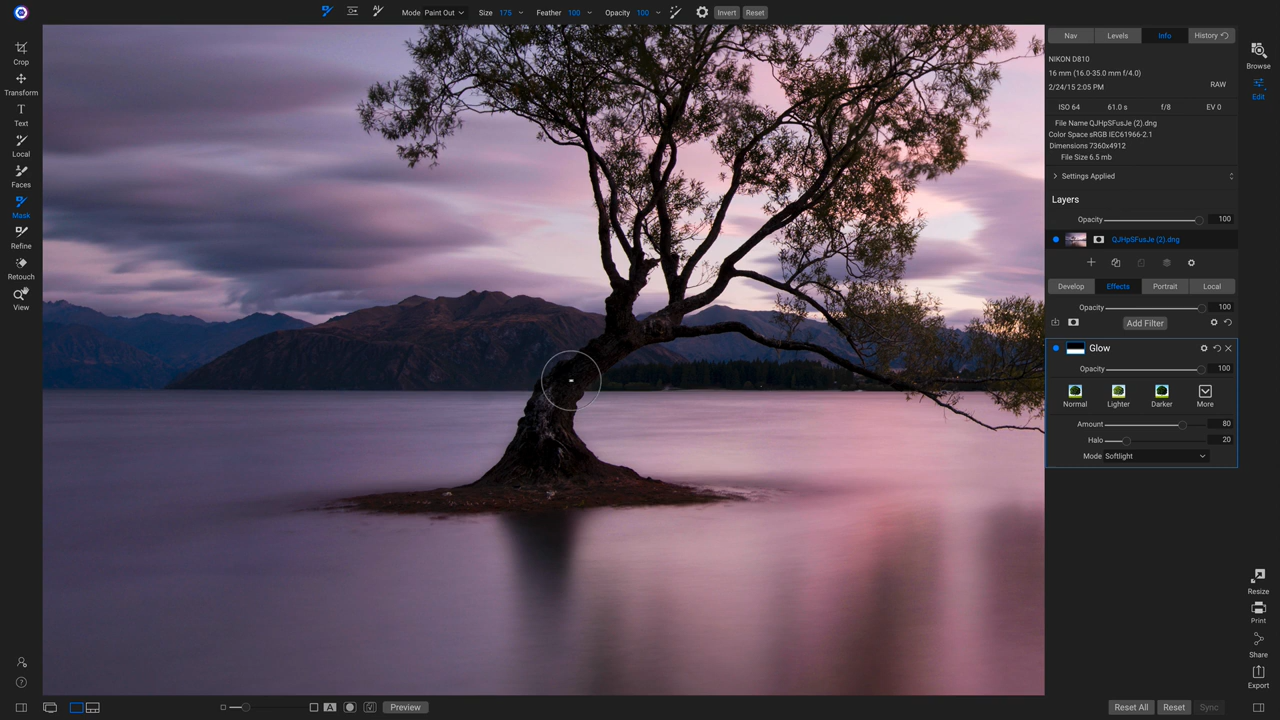 Mode Paint Out Size 175 Feather 100 Opacity 100 Invert Reset
Crop
Transform
Text
Local
Faces
Mask
Refine
Retouch
View
Nav Levels Info History
NIKON D810
16 mm (16.0-35.0 mm f/4.0)
2/24/15 2:05 PM RAW
ISO 64 61.0 s f/8 EV 0
File Name QJHpSFusJe (2).dng
Color Space sRGB IEC61966-2.1
Dimensions 7360x4912
File Size 6.5 mb
Settings Applied
Layers
Opacity 100
QJHpSFusJe (2).dng
Develop Effects Portrait Local
Opacity 100
Add Filter
Glow
Opacity 100
Normal Lighter Darker More
Amount 80
Halo 20
Mode Softlight
Browse
Edit
Resize
Print
Share
Export
A Preview
Reset All Reset Sync